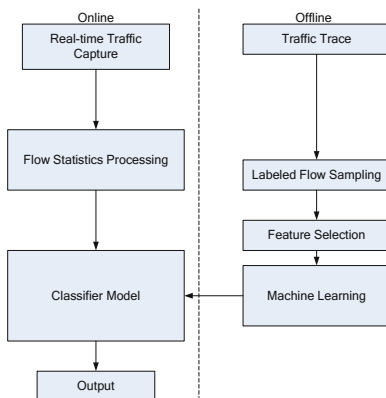 Online
Offline
Real-time Traffic
Capture
Traffic Trace
Flow Statistics Processing
Labeled Flow Sampling
Feature Selection
Classifier Model
Machine Learning
Output